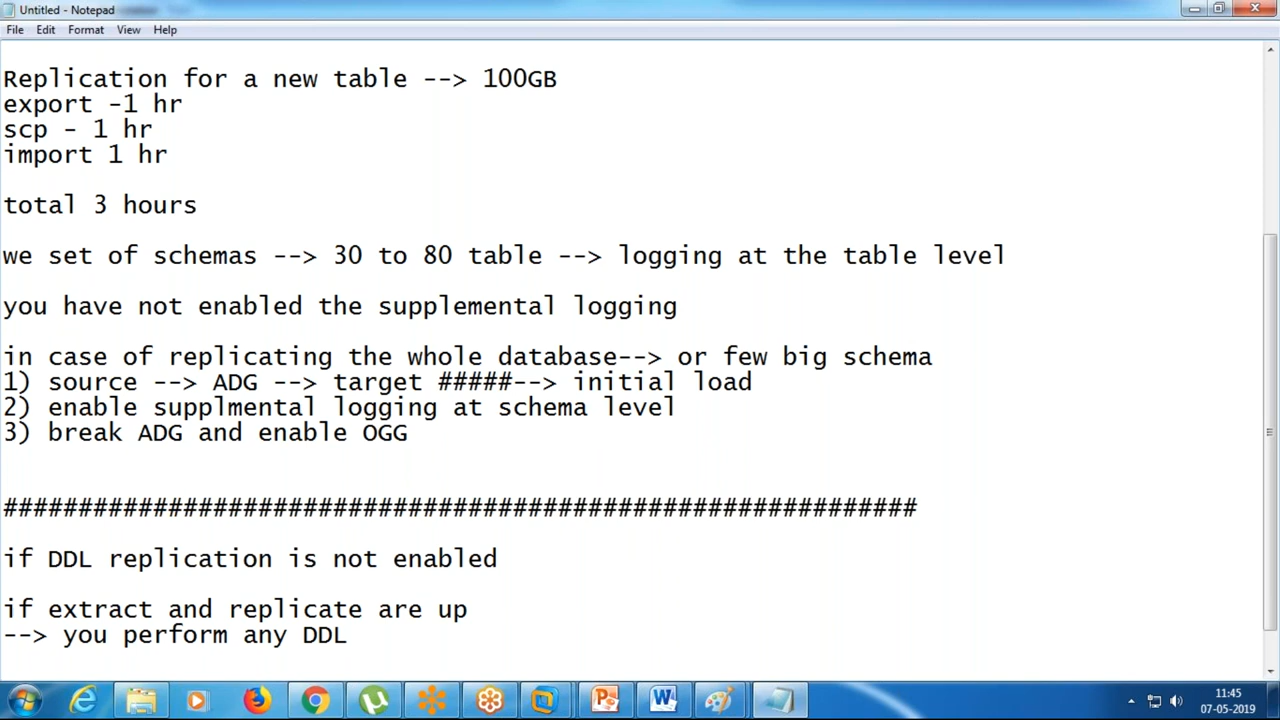 Untitled - Notepad
File Edit Format View Help
Replication for a new table --> 100GB
export -1 hr
scp - 1 hr
import 1 hr
total 3 hours
we set of schemas --> 30 to 80 table --> logging at the table level
you have not enabled the supplemental logging
in case of replicating the whole database--> or few big schema
1) source --> ADG --> target #####--> initial load
2) enable supplmental logging at schema level
3) break ADG and enable OGG
#############################################################
if DDL replication is not enabled
if extract and replicate are up
--> you perform any DDL
11:45
07-05-2019